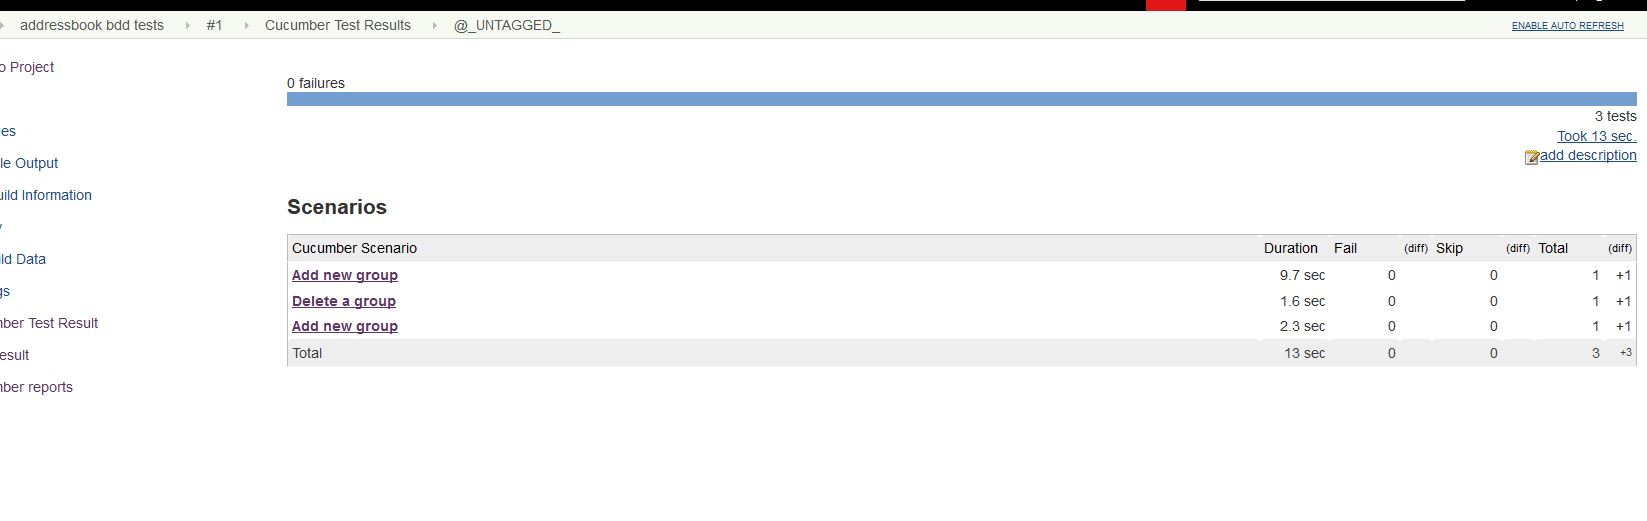 addressbook bdd tests #1 Cucumber Test Results @_UNTAGGED_ ENABLE AUTO REFRESH
o Project
es
le Output
uild Information
ild Data
gs
nber Test Result
esult
nber reports
0 failures
3 tests
Took 13 sec.
add description
Scenarios
Cucumber Scenario Duration Fail (diff) Skip (diff) Total (diff)
Add new group 9.7 sec 0 0 1 +1
Delete a group 1.6 sec 0 0 1 +1
Add new group 2.3 sec 0 0 1 +1
Total 13 sec 0 0 3 +3